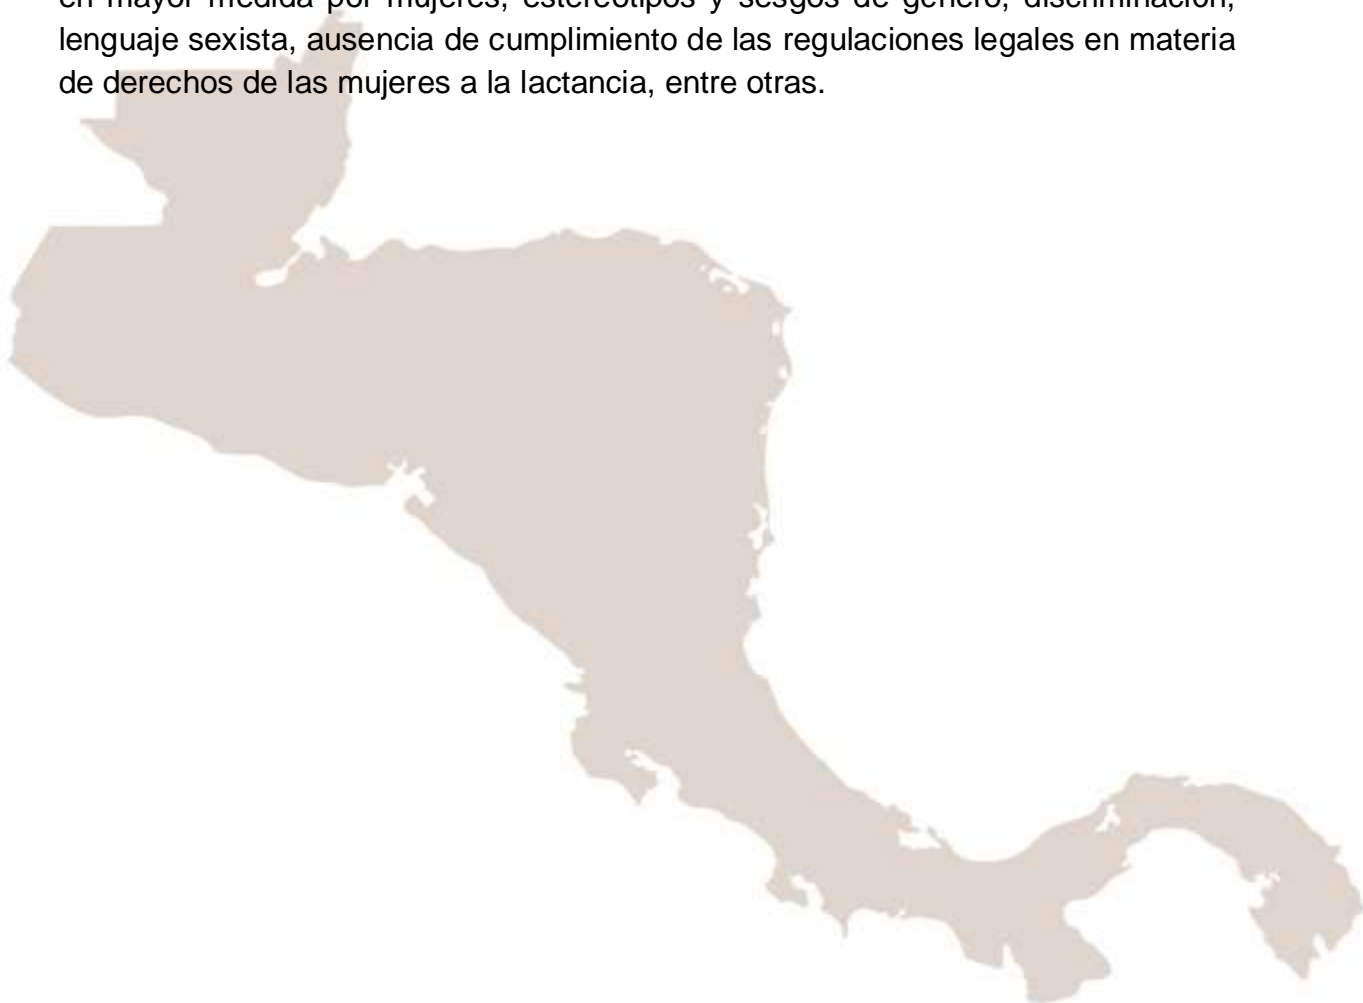 en mayor medida por mujeres, estereotipos y sesgos de género, discriminación,
lenguaje sexista, ausencia de cumplimiento de las regulaciones legales en materia
de derechos de las mujeres a la lactancia, entre otras.